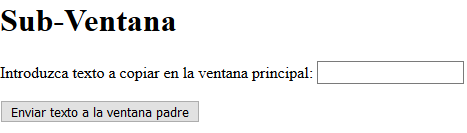 Sub-Ventana
Introduzca texto a copiar en la ventana principal:
Enviar texto a la ventana padre